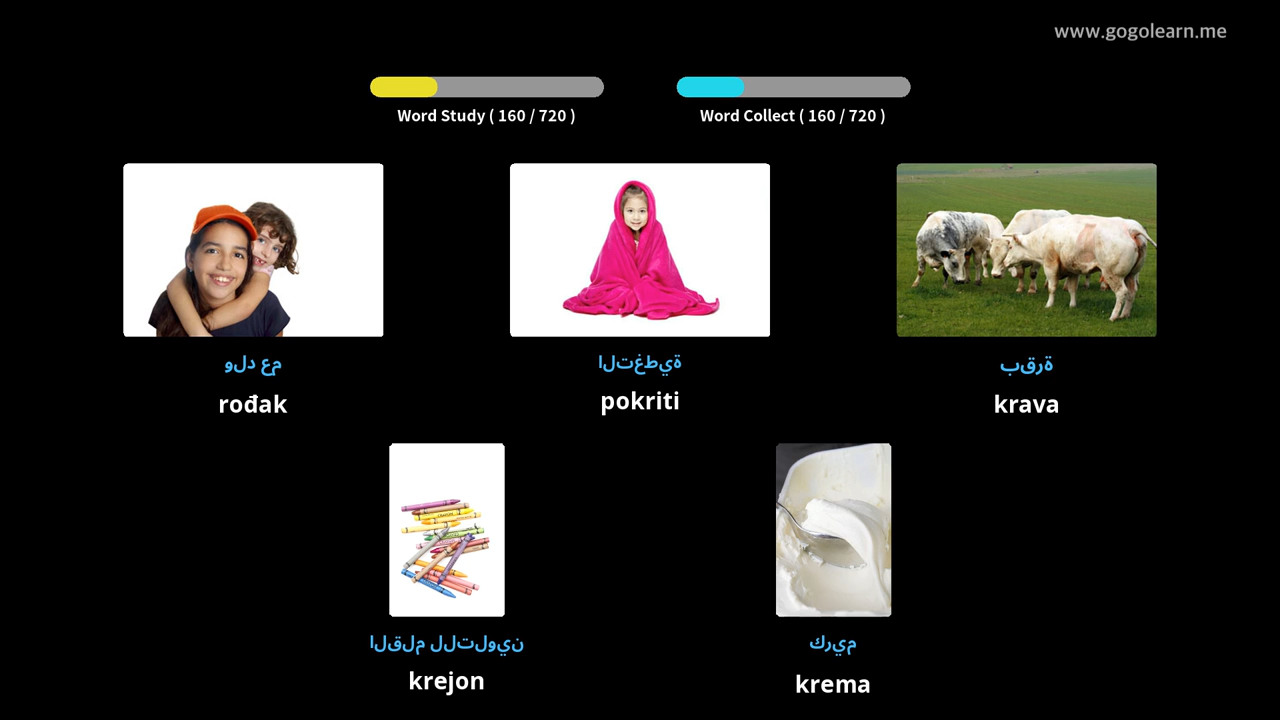 www.gogolearn.me
Word Study ( 160 / 720 )
Word Collect ( 160 / 720 )
ولد عم
rođak
التغطية
pokriti
بقرة
krava
القلم للتلوين
krejon
كريم
krema